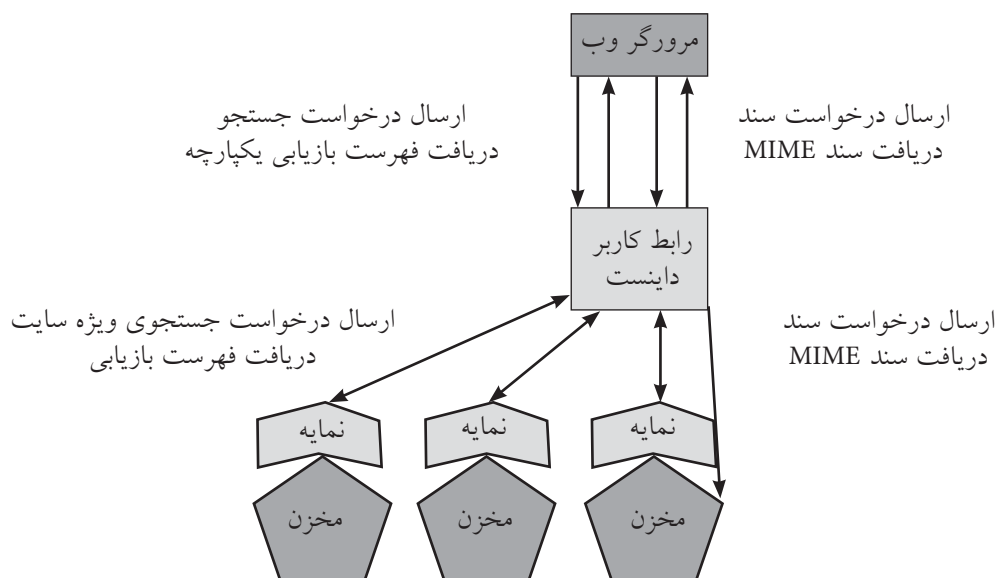 مرورگر وب
ارسال درخواست جستجو
دریافت فهرست بازیابی یکپارچه
ارسال درخواست سند
دریافت سند MIME
رابط کاربر
داینست
ارسال درخواست جستجوی ویژه سایت
دریافت فهرست بازیابی
ارسال درخواست سند
دریافت سند MIME
نمایه
نمایه
نمایه
مخزن
مخزن
مخزن